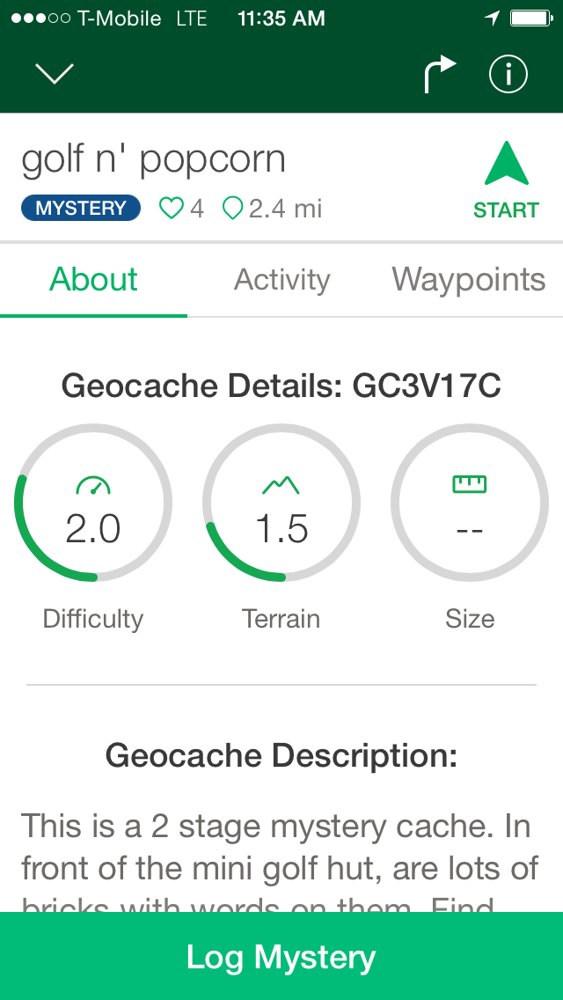 T-Mobile LTE 11:35 AM
golf n' popcorn
MYSTERY 4 2.4 mi
START
About Activity Waypoints
Geocache Details: GC3V17C
2.0 1.5 --
Difficulty Terrain Size
Geocache Description:
This is a 2 stage mystery cache. In
front of the mini golf hut, are lots of
bricks with words on them. Find
Log Mystery